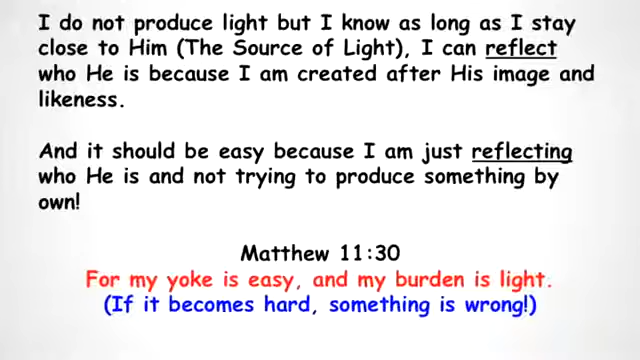 I do not produce light but I know as long as I stay
close to Him (The Source of Light), I can reflect
who He is because I am created after His image and
likeness.
And it should be easy because I am just reflecting
who He is and not trying to produce something by
own!
Matthew 11:30
For my yoke is easy, and my burden is light.
(If it becomes hard, something is wrong!)